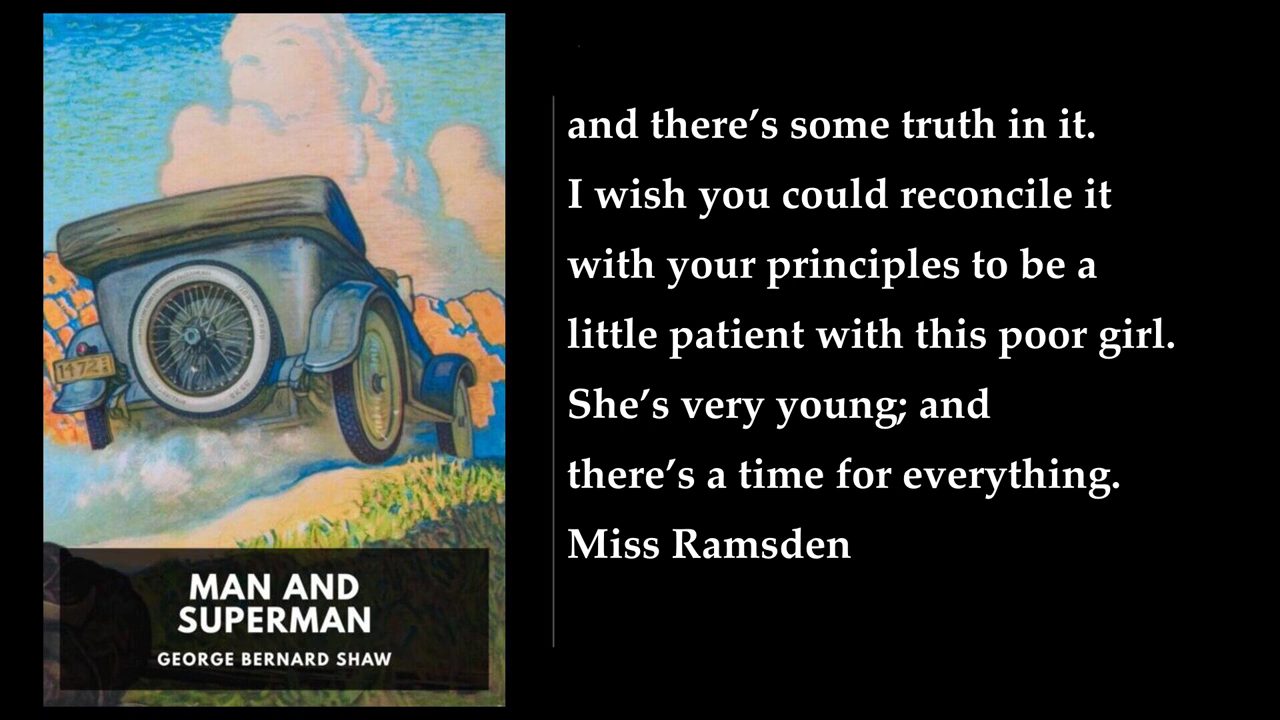 1472
MAN AND
SUPERMAN
GEORGE BERNARD SHAW
and there’s some truth in it.
I wish you could reconcile it
with your principles to be a
little patient with this poor girl.
She’s very young; and
there’s a time for everything.
Miss Ramsden